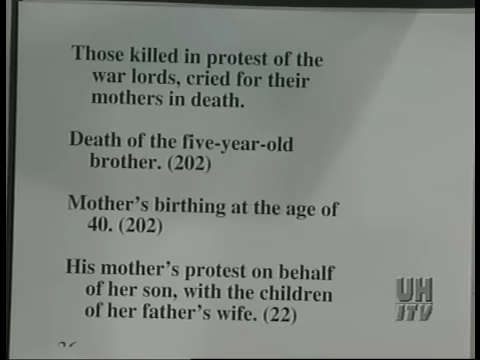 Those killed in protest of the
war lords, cried for their
mothers in death.
Death of the five-year-old
brother. (202)
Mother's birthing at the age of
40. (202)
His mother's protest on behalf
of her son, with the children
of her father's wife. (22)
UH
ITV